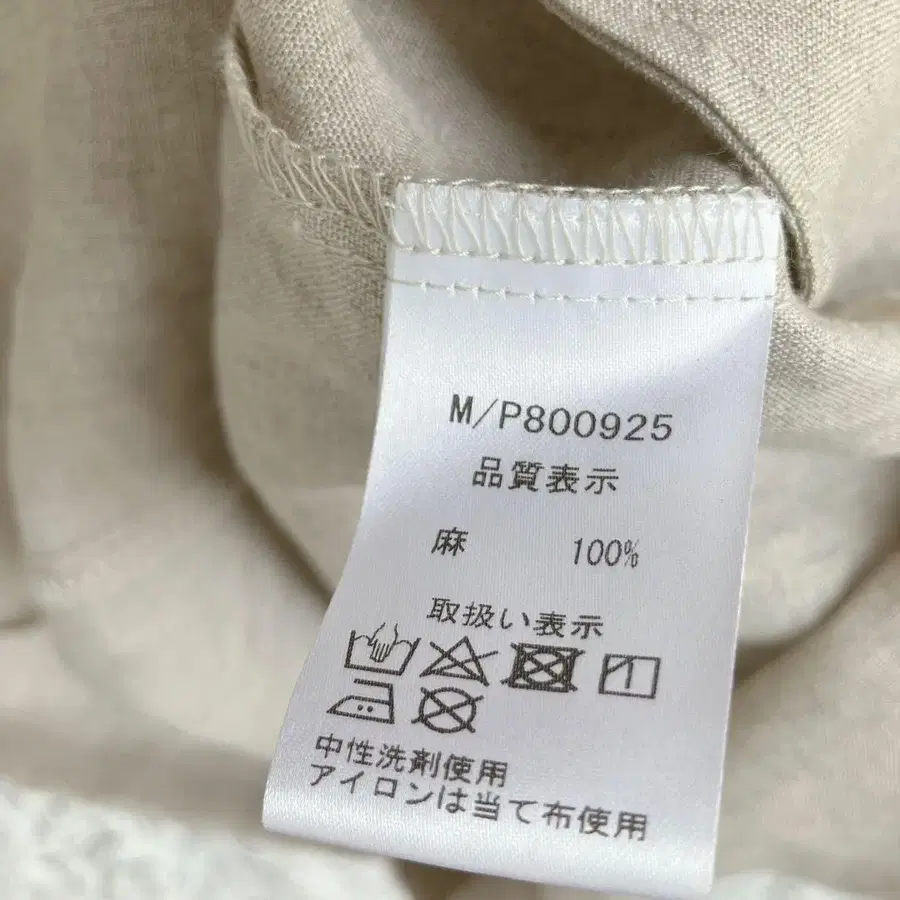 M/P800925
品質表示
麻 100%
取扱い表示
中性洗剤使用
アイロンは当て布使用